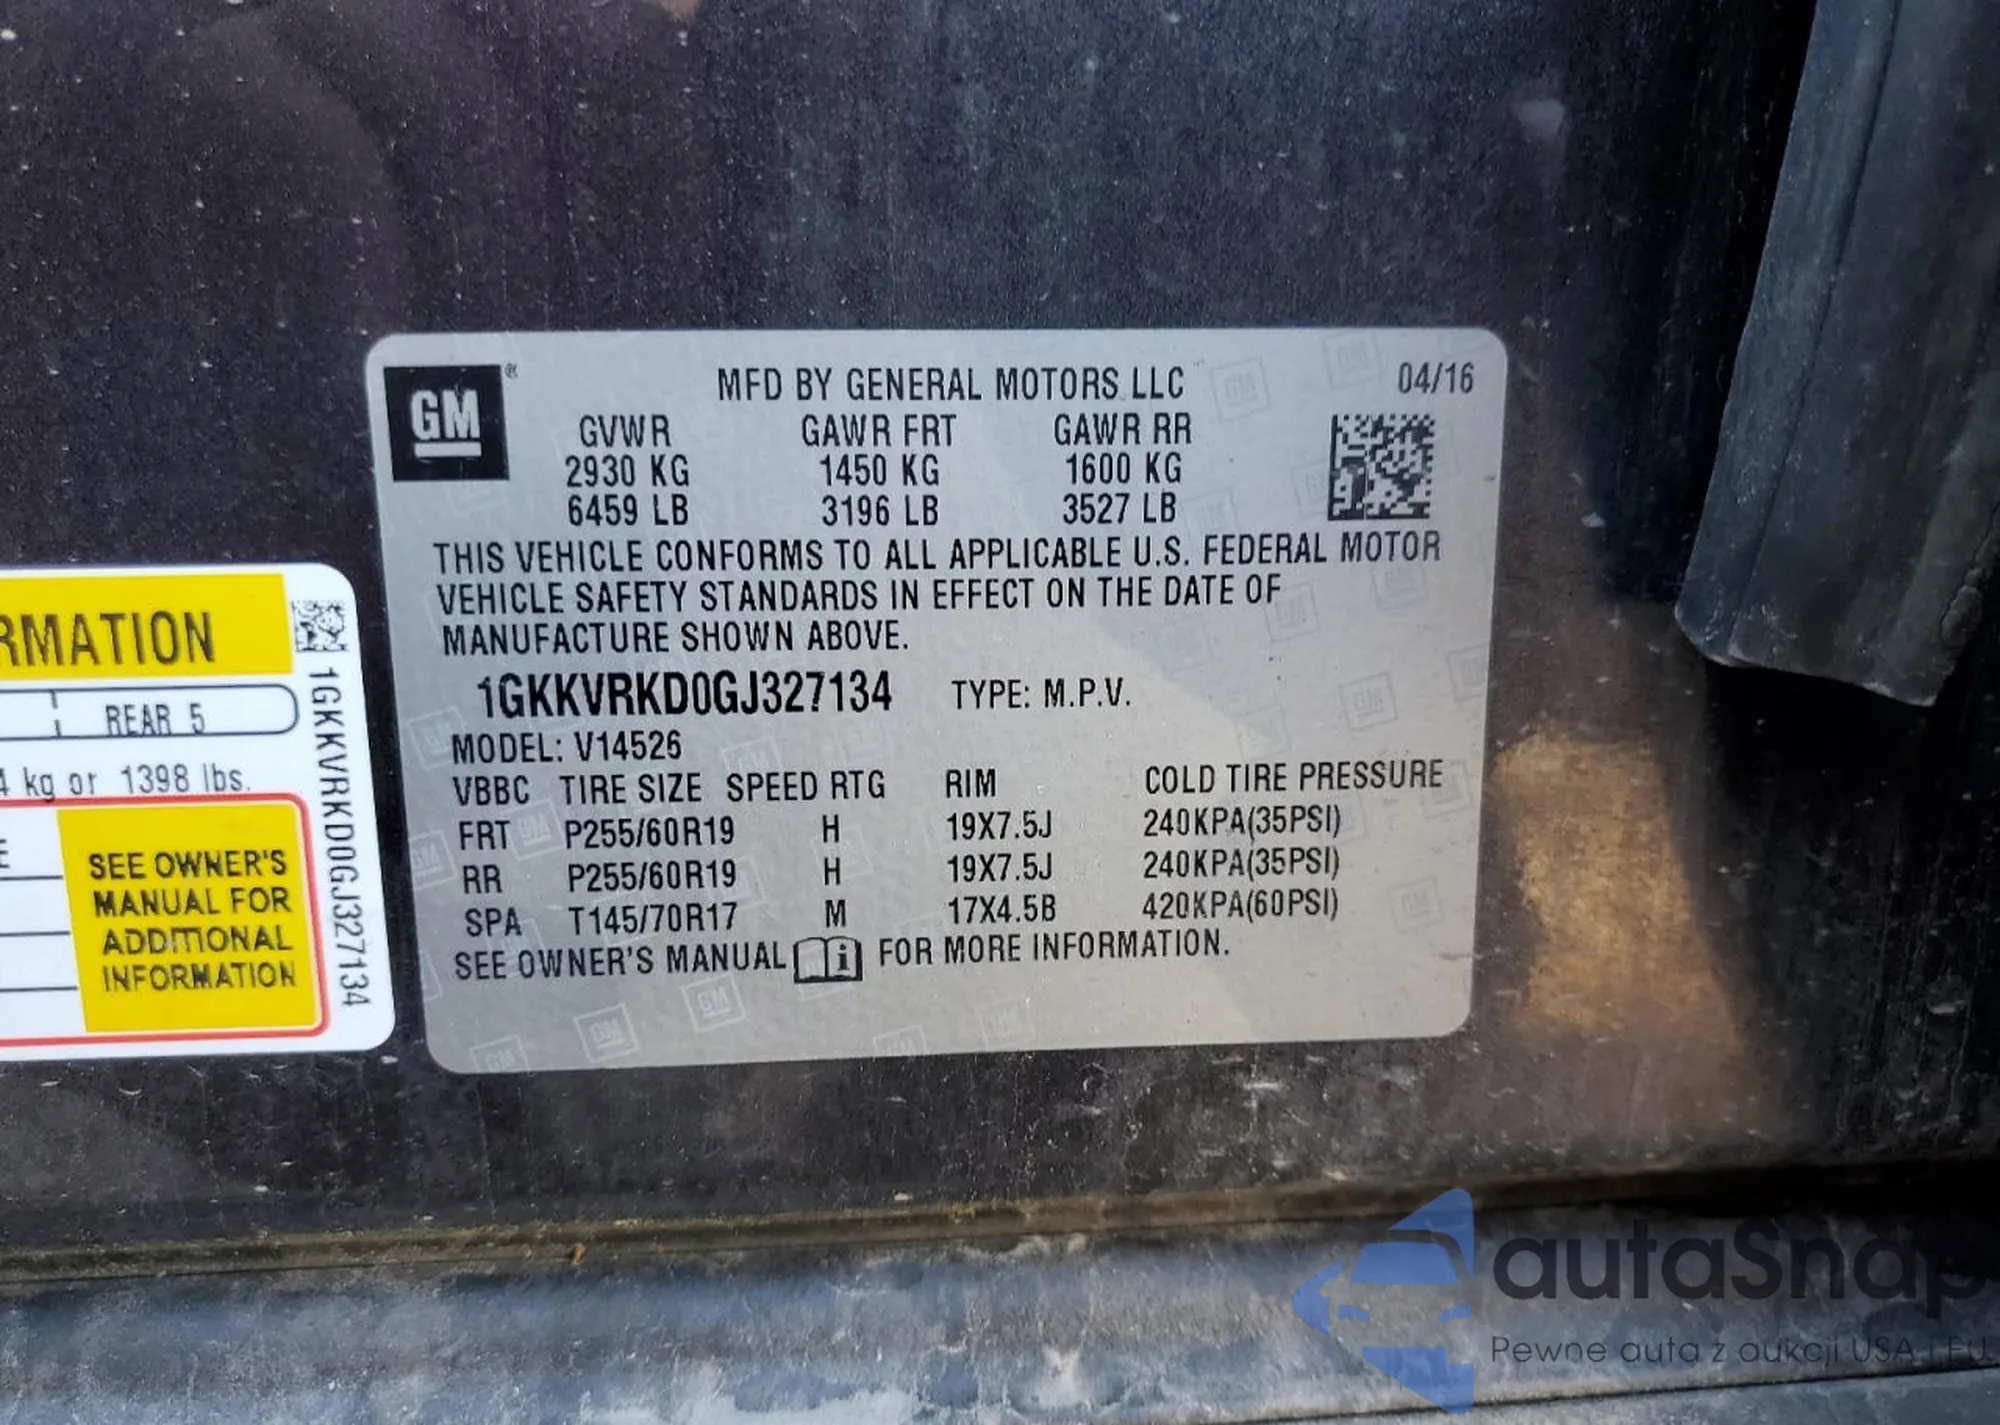 GM
®
MFD BY GENERAL MOTORS LLC
04/16
GVWR GAWR FRT GAWR RR
2930 KG 1450 KG 1600 KG
6459 LB 3196 LB 3527 LB
THIS VEHICLE CONFORMS TO ALL APPLICABLE U.S. FEDERAL MOTOR
VEHICLE SAFETY STANDARDS IN EFFECT ON THE DATE OF
MANUFACTURE SHOWN ABOVE.
1GKKVRKD0GJ327134 TYPE: M.P.V.
MODEL: V14526
VBBC TIRE SIZE SPEED RTG RIM COLD TIRE PRESSURE
FRT P255/60R19 H 19X7.5J 240KPA(35PSI)
RR P255/60R19 H 19X7.5J 240KPA(35PSI)
SPA T145/70R17 M 17X4.5B 420KPA(60PSI)
SEE OWNER'S MANUAL i FOR MORE INFORMATION.
RMATION
REAR 5
4 kg or 1398 lbs.
E
SEE OWNER'S
MANUAL FOR
ADDITIONAL
INFORMATION
1GKKVRKD0GJ327134
autaSnap
Pewne auta z aukcji USA i EU